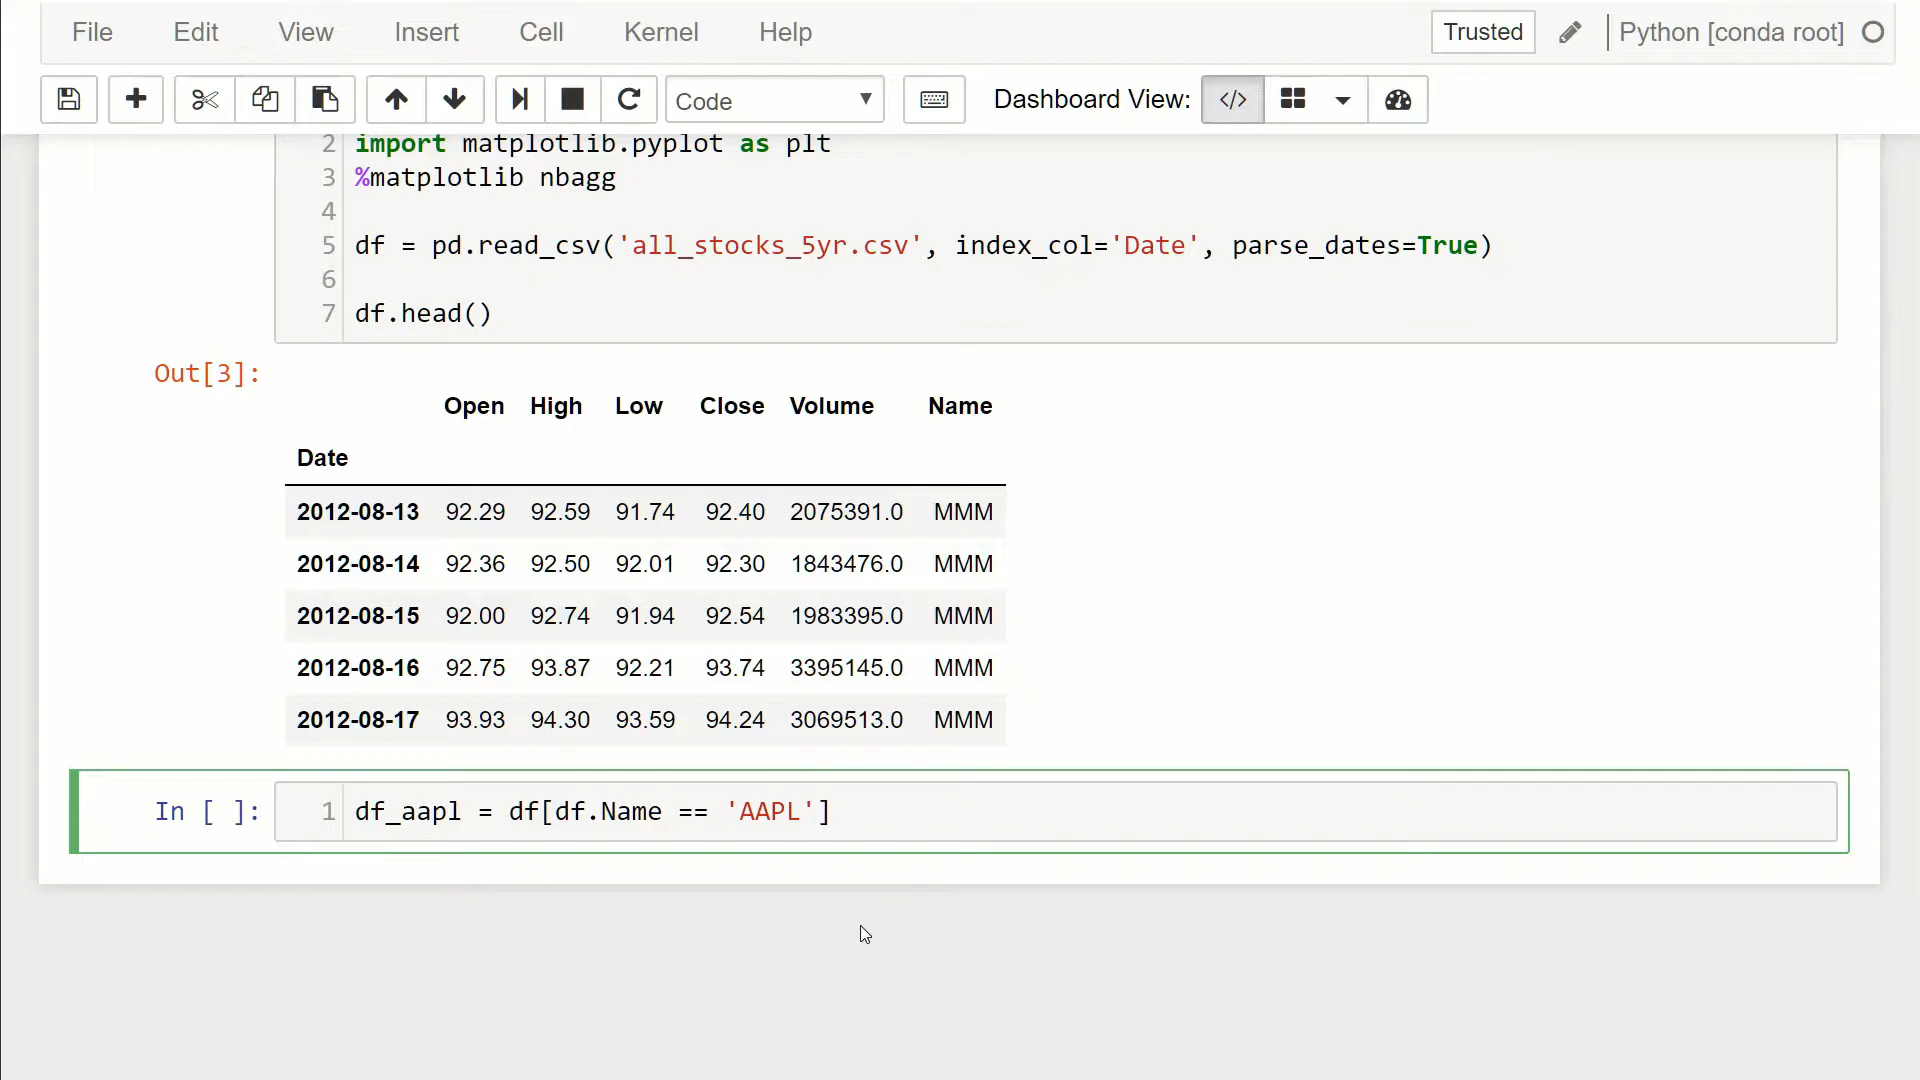 File Edit View Insert Cell Kernel Help Trusted Python [conda root]
Code Dashboard View: </>
2 import matplotlib.pyplot as plt
3 %matplotlib nbagg
4
5 df = pd.read_csv('all_stocks_5yr.csv', index_col='Date', parse_dates=True)
6
7 df.head()
Out[3]:
Open High Low Close Volume Name
Date
2012-08-13 92.29 92.59 91.74 92.40 2075391.0 MMM
2012-08-14 92.36 92.50 92.01 92.30 1843476.0 MMM
2012-08-15 92.00 92.74 91.94 92.54 1983395.0 MMM
2012-08-16 92.75 93.87 92.21 93.74 3395145.0 MMM
2012-08-17 93.93 94.30 93.59 94.24 3069513.0 MMM
In [ ]: 1 df_aapl = df[df.Name == 'AAPL']